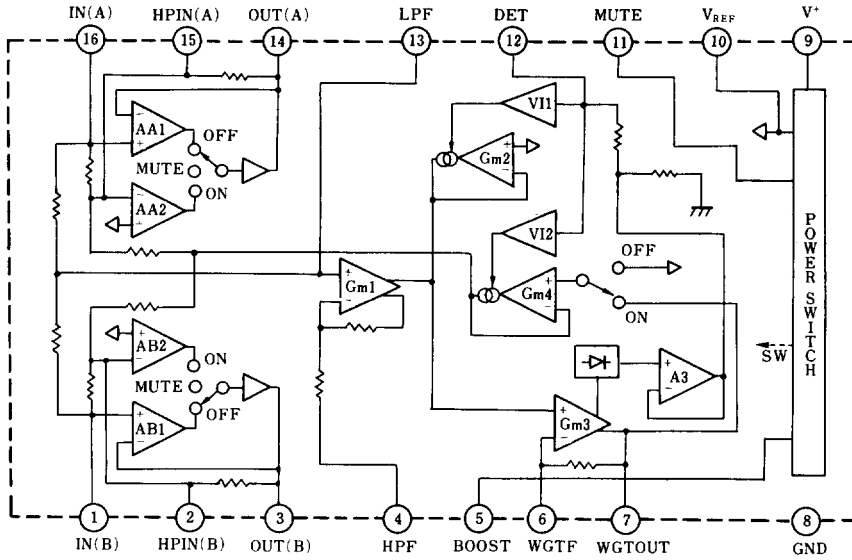 IN(A) HPIN(A) OUT(A) LPF DET MUTE VREF V+
16 15 14 13 12 11 10 9
AA1
OFF
MUTE
ON
AA2
VI1
Gm2
VI2
OFF
Gm1
Gm4
ON
AB2
ON
MUTE
OFF
AB1
Gm3
A3
SW
POWER SWITCH
1 2 3 4 5 6 7 8
IN(B) HPIN(B) OUT(B) HPF BOOST WGTF WGTOUT GND